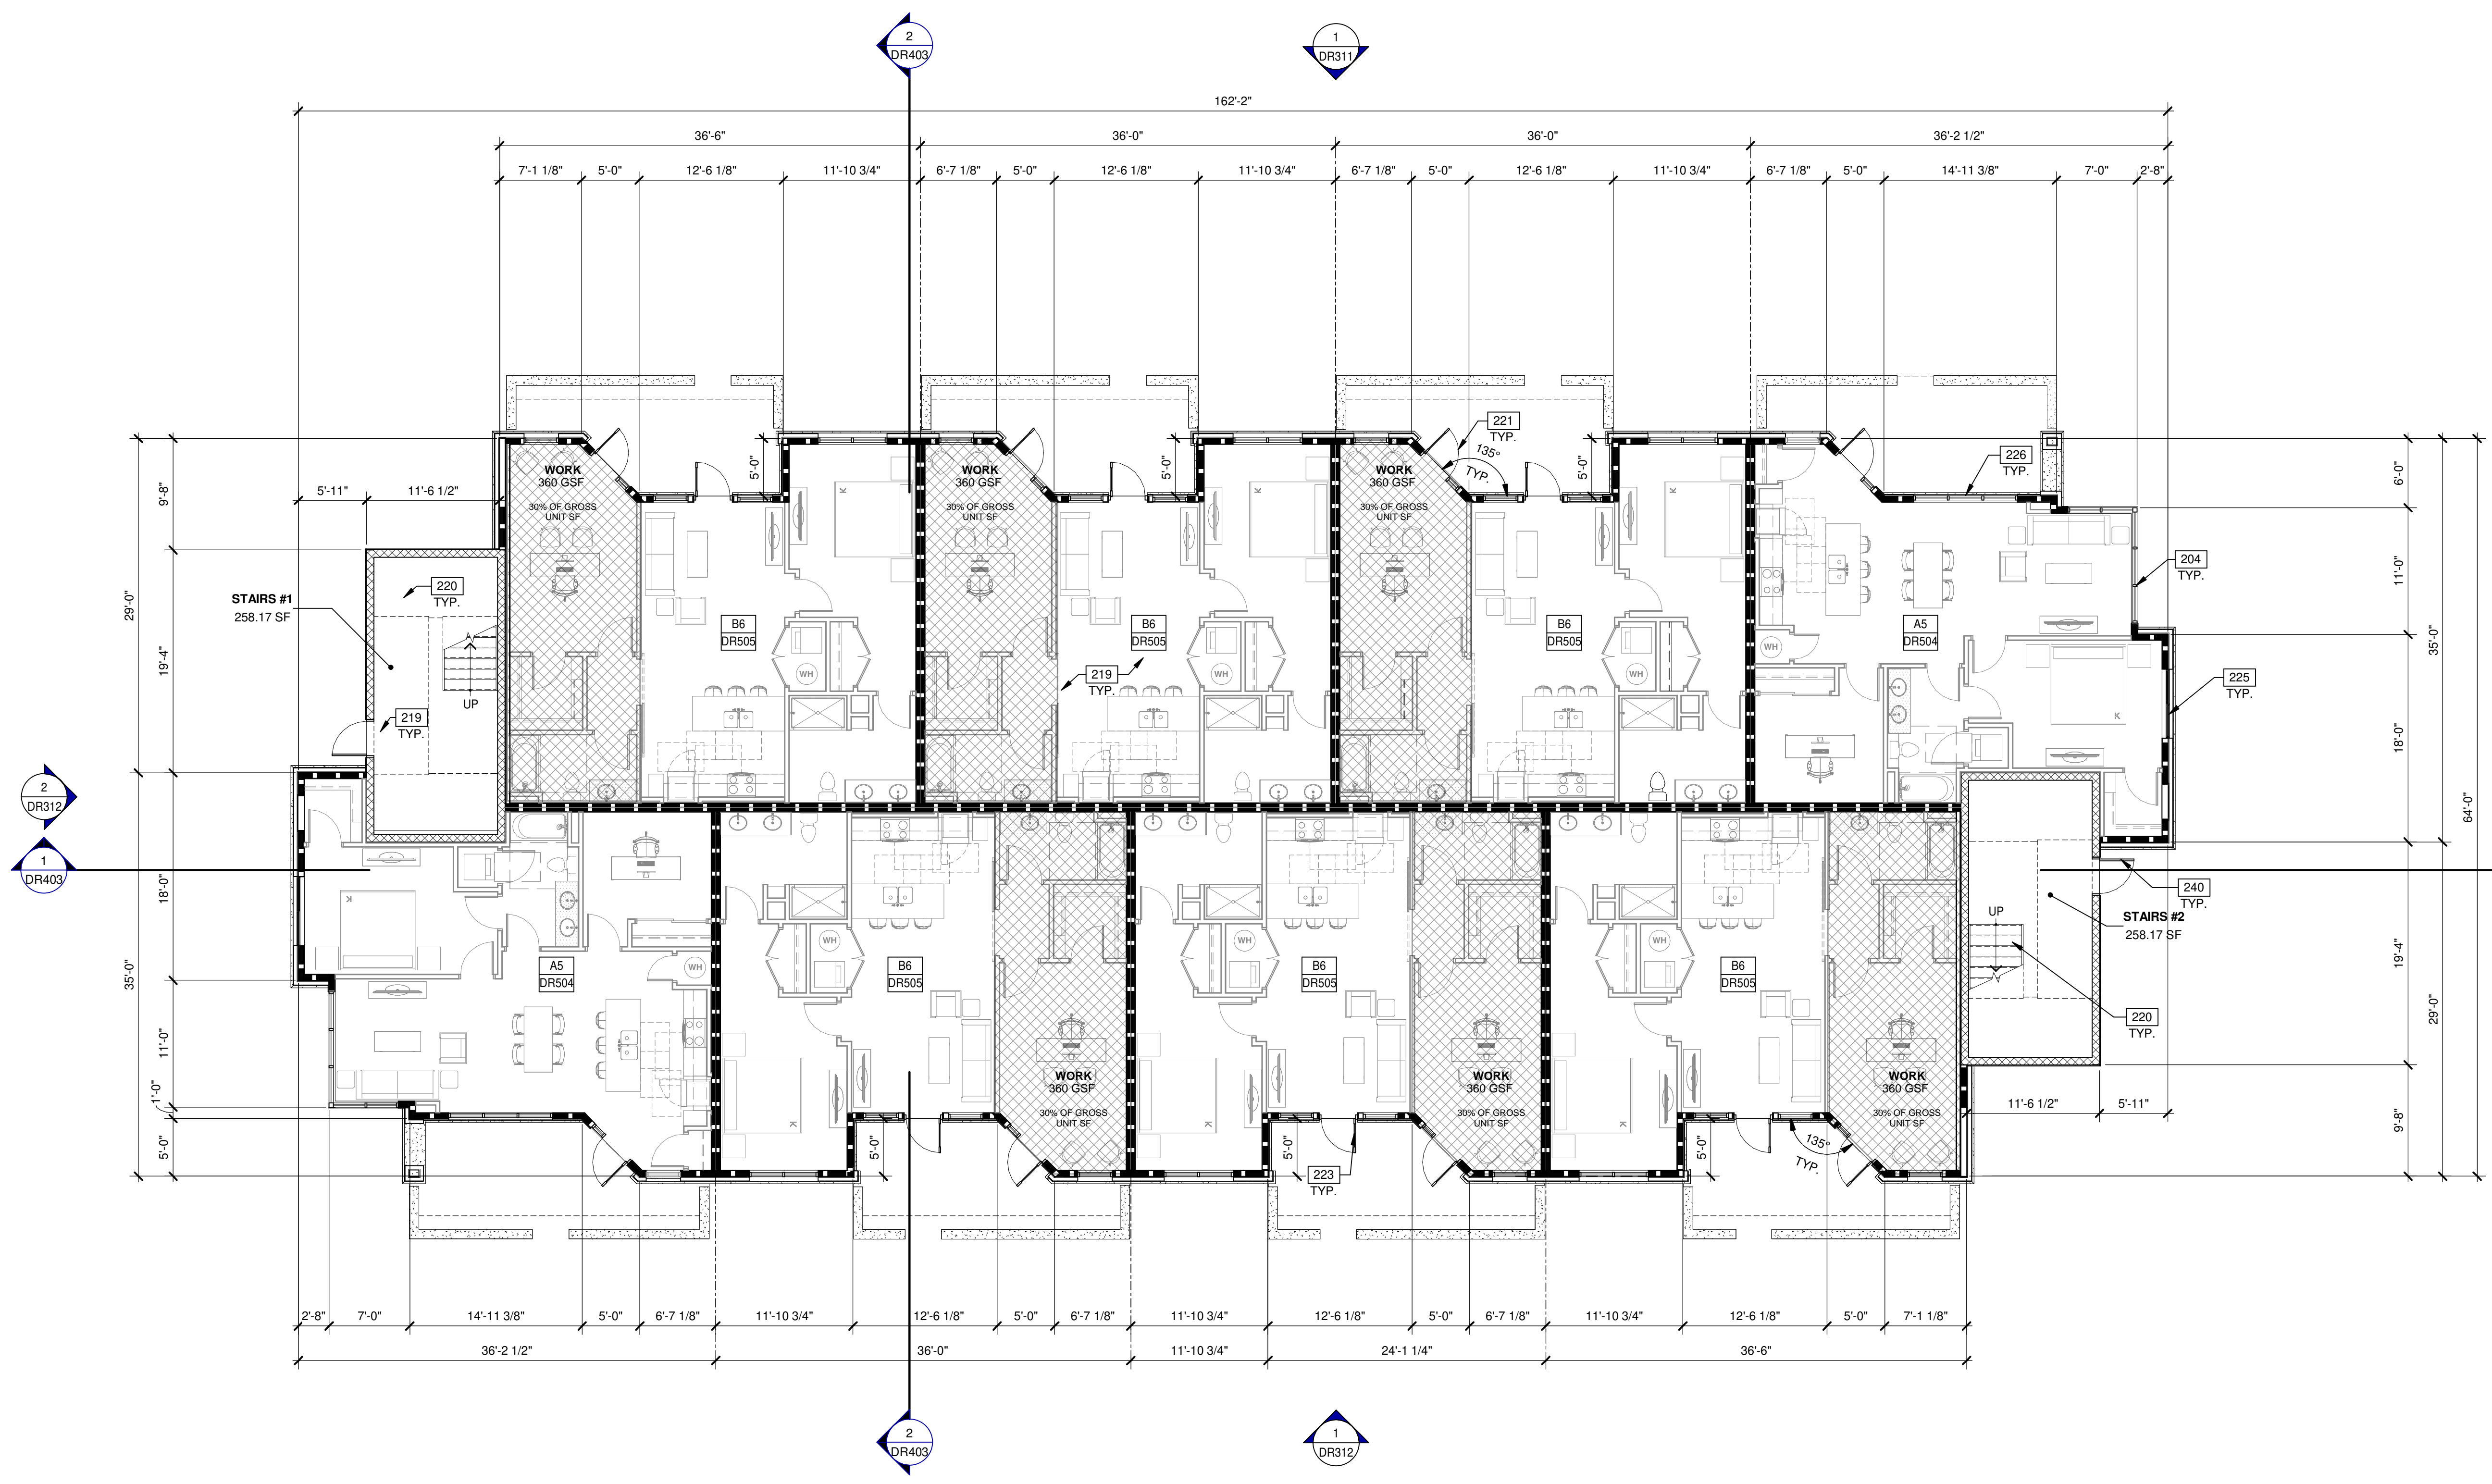 2
DR403
1
DR311
162'-2"
36'-6"
36'-0"
36'-0"
36'-2 1/2"
7'-1 1/8"
5'-0"
12'-6 1/8"
11'-10 3/4"
6'-7 1/8"
5'-0"
12'-6 1/8"
11'-10 3/4"
6'-7 1/8"
5'-0"
12'-6 1/8"
11'-10 3/4"
6'-7 1/8"
5'-0"
14'-11 3/8"
7'-0"
2'-8"
9'-8"
29'-0"
19'-4"
5'-11"
11'-6 1/2"
STAIRS #1
258.17 SF
220
TYP.
UP
219
TYP.
WORK
360 GSF
30% OF GROSS
UNIT SF
5'-0"
K
B6
DR505
WH
WORK
360 GSF
30% OF GROSS
UNIT SF
5'-0"
K
B6
DR505
219
TYP.
WH
WORK
360 GSF
30% OF GROSS
UNIT SF
221
TYP.
135°
TYP.
5'-0"
K
B6
DR505
WH
226
TYP.
A5
DR504
WH
K
204
TYP.
225
TYP.
6'-0"
11'-0"
18'-0"
35'-0"
64'-0"
2
DR312
1
DR403
18'-0"
35'-0"
11'-0"
1'-0"
5'-0"
K
A5
DR504
WH
WH
B6
DR505
K
5'-0"
WORK
360 GSF
30% OF GROSS
UNIT SF
WH
B6
DR505
K
5'-0"
223
TYP.
WORK
360 GSF
30% OF GROSS
UNIT SF
WH
B6
DR505
K
5'-0"
135°
TYP.
WORK
360 GSF
30% OF GROSS
UNIT SF
UP
240
TYP.
STAIRS #2
258.17 SF
220
TYP.
11'-6 1/2"
5'-11"
19'-4"
29'-0"
9'-8"
2'-8"
7'-0"
14'-11 3/8"
5'-0"
6'-7 1/8"
11'-10 3/4"
12'-6 1/8"
5'-0"
6'-7 1/8"
11'-10 3/4"
12'-6 1/8"
5'-0"
6'-7 1/8"
11'-10 3/4"
12'-6 1/8"
5'-0"
7'-1 1/8"
36'-2 1/2"
36'-0"
11'-10 3/4"
24'-1 1/4"
36'-6"
2
DR403
1
DR312